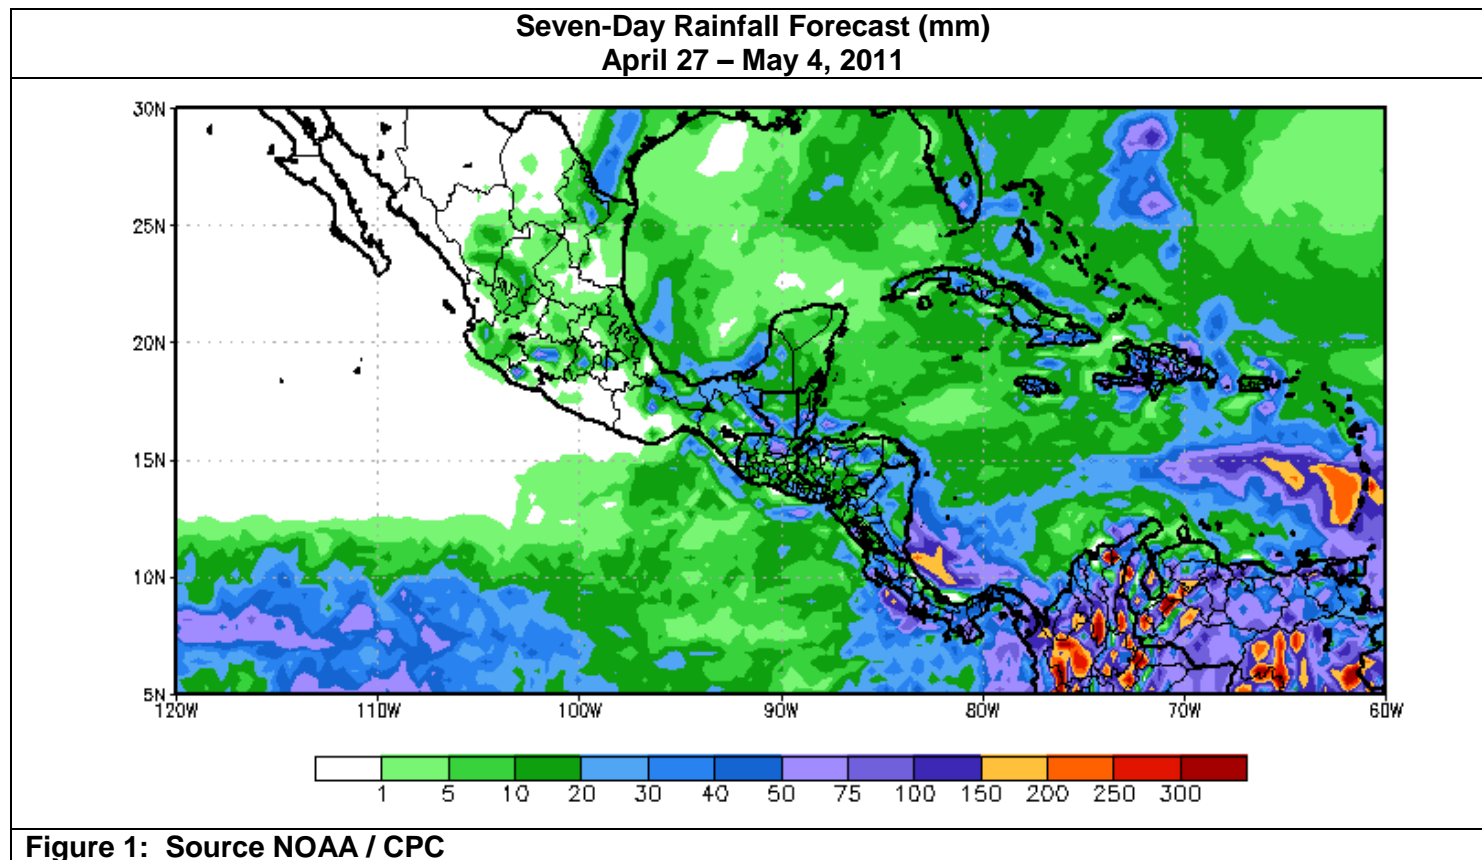 Seven-Day Rainfall Forecast (mm)
April 27 – May 4, 2011
30N
25N
20N
15N
10N
5N
120W 110W 100W 90W 80W 70W 60W
1 5 10 20 30 40 50 75 100 150 200 250 300
Figure 1: Source NOAA / CPC